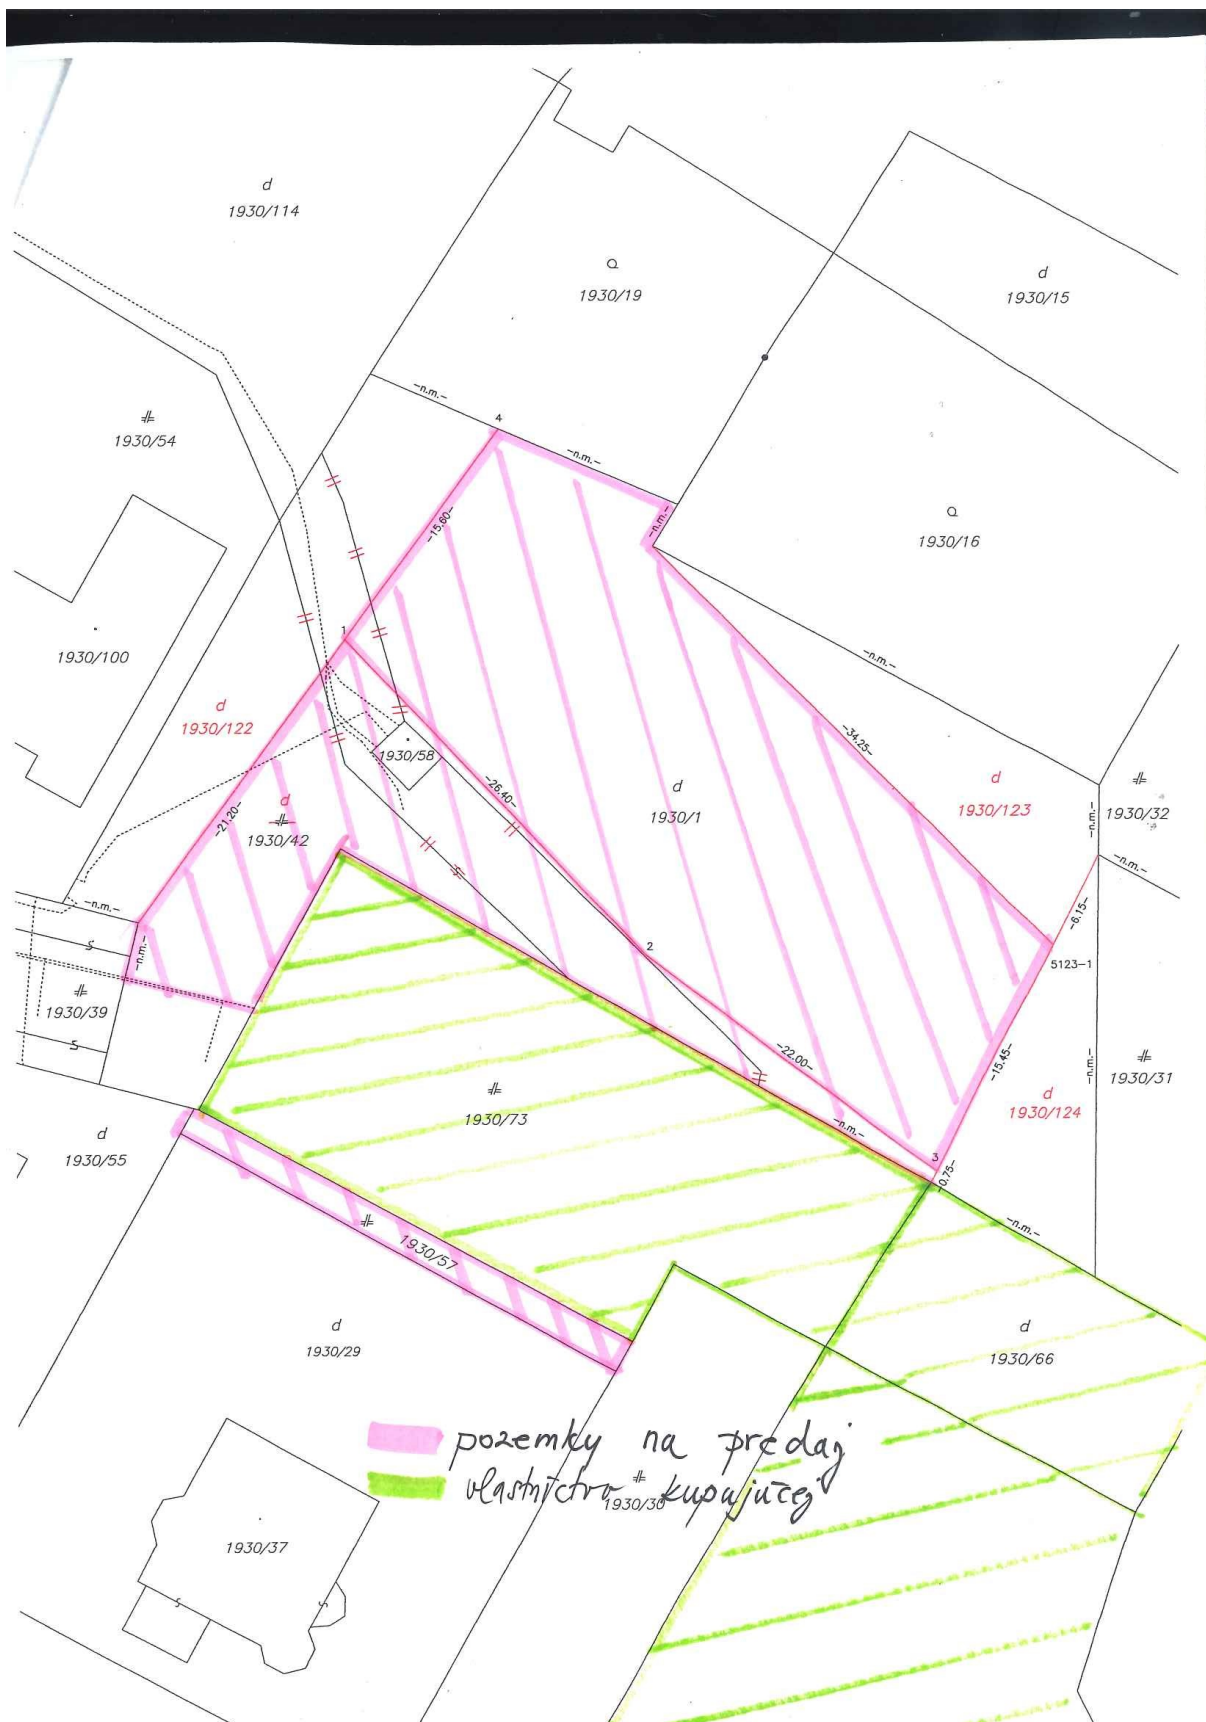 d
1930/114
Q
1930/19
d
1930/15
-n.m.-
4
-n.m.-
1930/54
-n.m.-
Q
1930/16
-15.60-
1
1930/100
-n.m.-
d
1930/122
1930/58
-34.25-
d
1930/1
d
1930/123
1930/32
-26.40-
-n.m.-
-21.20-
d
1930/42
-n.m.-
s
-n.m.-
-6.15-
S
-n.m.-
2
5123-1
1930/39
S
-22.00-
-15.45-
-n.m.-
1930/31
1930/73
d
1930/124
-n.m.-
d
1930/55
3
-0.75-
-n.m.-
1930/57
d
1930/29
d
1930/66
pozemky na predaj
vlastníctvo kupujúcej
1930/30
1930/37
s
s